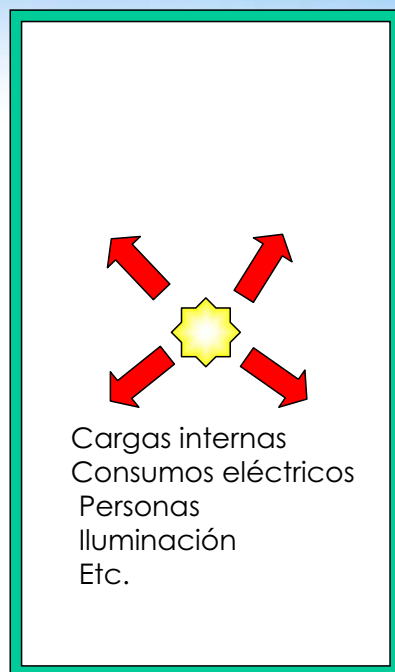 Cargas internas
Consumos eléctricos
Personas
Iluminación
Etc.